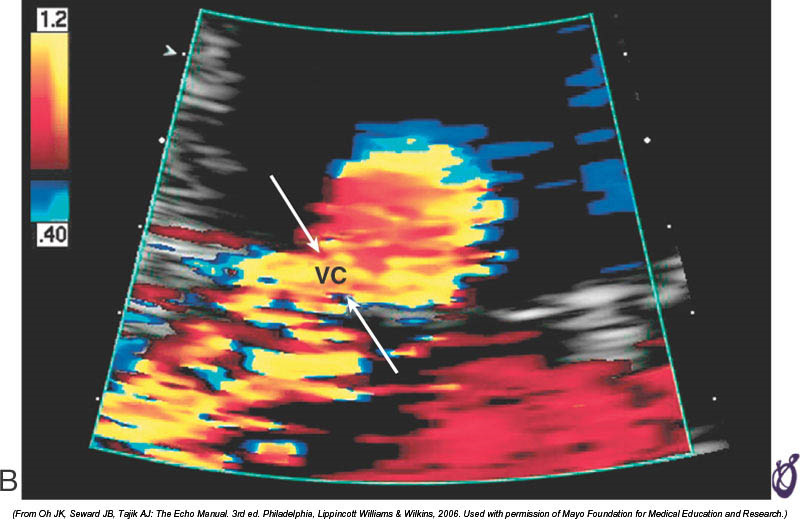 1.2
.40
VC
B
(From Oh JK, Seward JB, Tajik AJ: The Echo Manual. 3rd ed. Philadelphia, Lippincott Williams & Wilkins, 2006. Used with permission of Mayo Foundation for Medical Education and Research.)